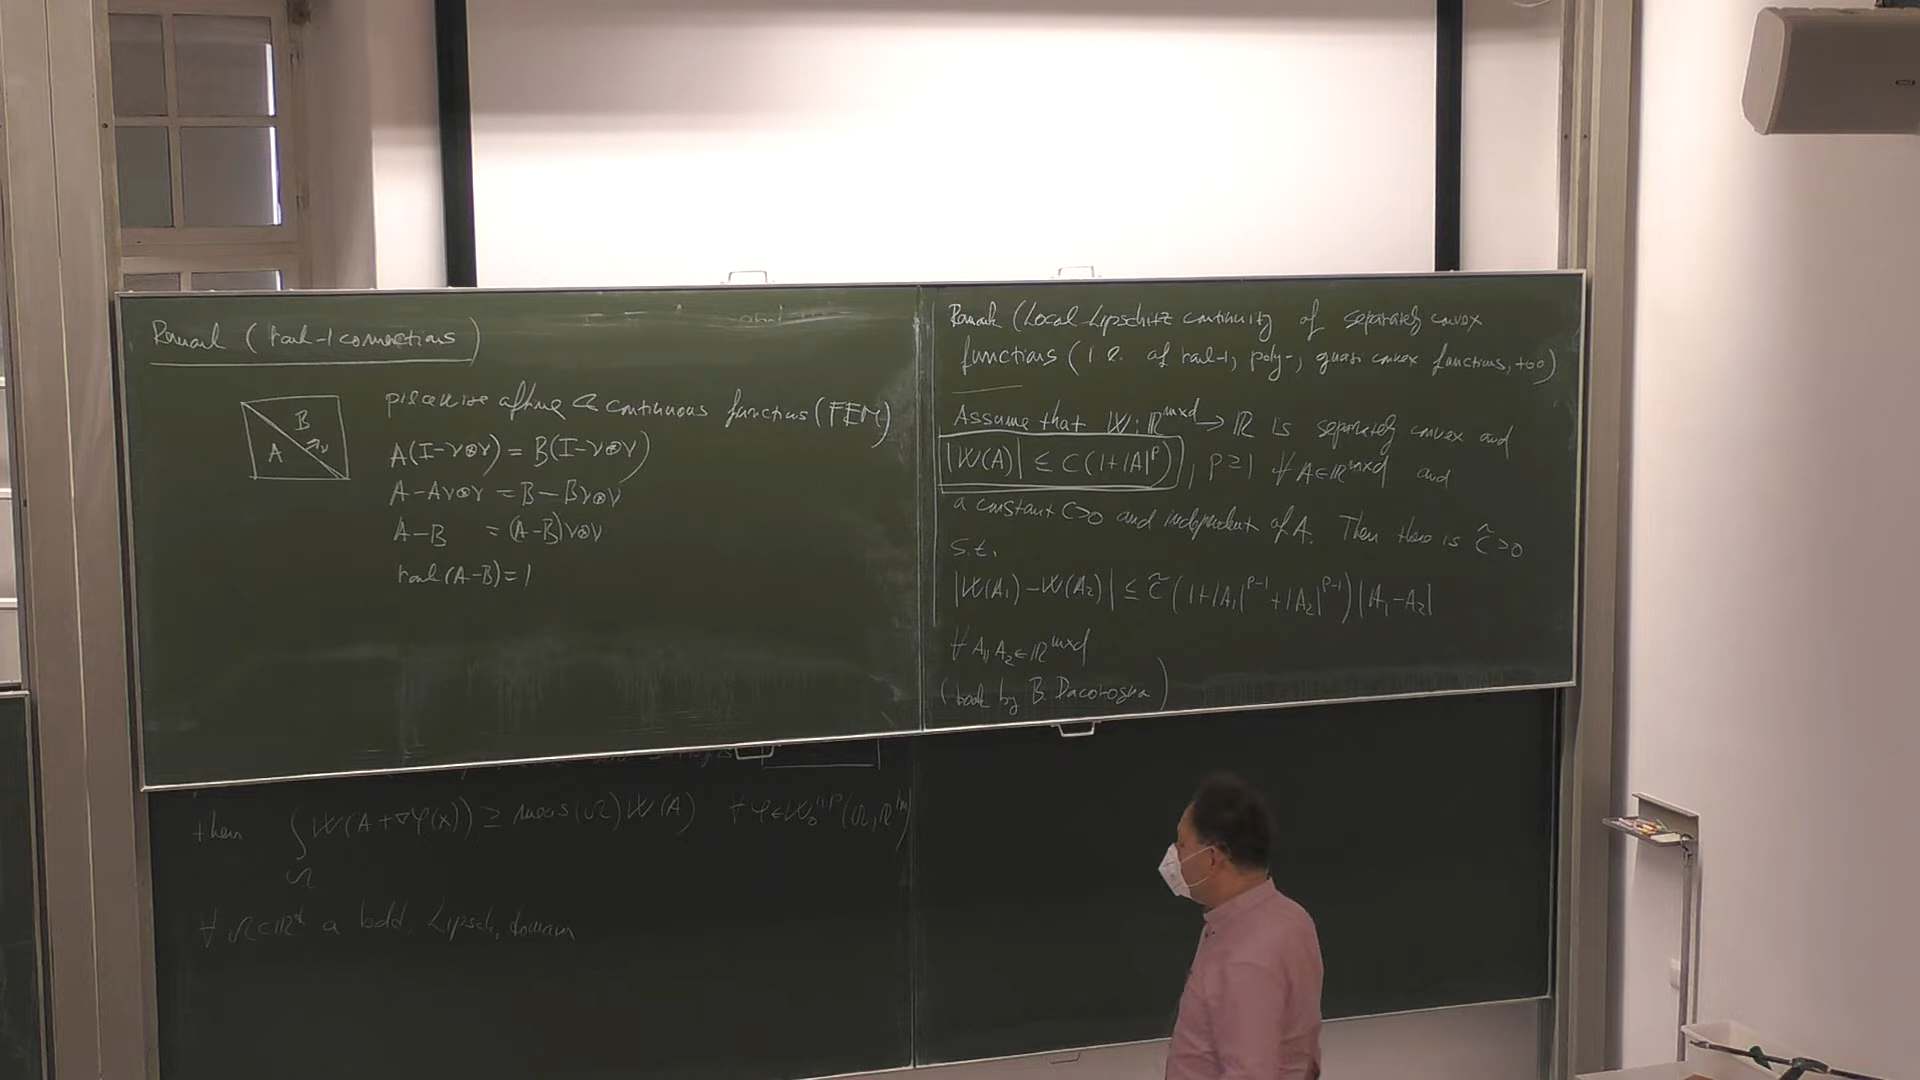 Remark (rank-1 connections)
B
A
ν
piecewise affine & continuous functions (FEM)
A(I-ν⊗ν) = B(I-ν⊗ν)
A-Aν⊗ν = B-Bν⊗ν
A-B = (A-B)ν⊗ν
rank(A-B)=1
Remark (Local Lipschitz continuity of separately convex
functions (i.e. of rank-1, poly-, quasi convex functions, too)
Assume that W: ℝ^{m×d} → ℝ is separately convex and
|W(A)| ≤ C(1+|A|^p), p≥1 ∀ A∈ℝ^{m×d} and
a constant C>0 and independent of A. Then there is C̃>0
s.t.
|W(A₁)-W(A₂)| ≤ C̃(1+|A₁|^{p-1}+|A₂|^{p-1})|A₁-A₂|
∀ A₁, A₂∈ℝ^{m×d}
(book by B. Dacorogna)
then ∫_Ω W(A+∇φ(x)) ≥ meas(Ω)W(A) ∀ φ∈W₀^{1,p}(Ω,ℝ^m)
∀ Ω⊂ℝ^d a bdd. Lipsch. domain